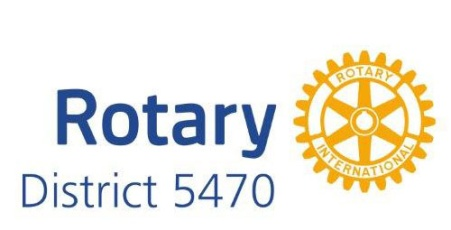 Rotary
District 5470
ROTARY
INTERNATIONAL